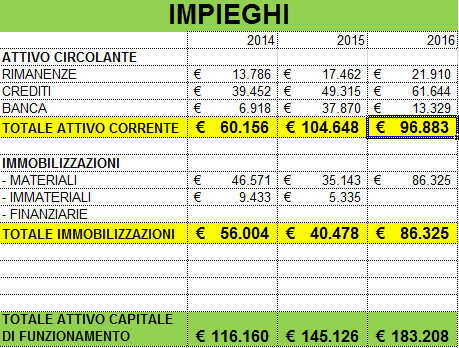 IMPIEGHI
2014 2015 2016
ATTIVO CIRCOLANTE
RIMANENZE € 13.786 € 17.462 € 21.910
CREDITI € 39.452 € 49.315 € 61.644
BANCA € 6.918 € 37.870 € 13.329
TOTALE ATTIVO CORRENTE € 60.156 € 104.648 € 96.883
IMMOBILIZZAZIONI
- MATERIALI € 46.571 € 35.143 € 86.325
- IMMATERIALI € 9.433 € 5.335
- FINANZIARIE
TOTALE IMMOBILIZZAZIONI € 56.004 € 40.478 € 86.325
TOTALE ATTIVO CAPITALE
DI FUNZIONAMENTO € 116.160 € 145.126 € 183.208